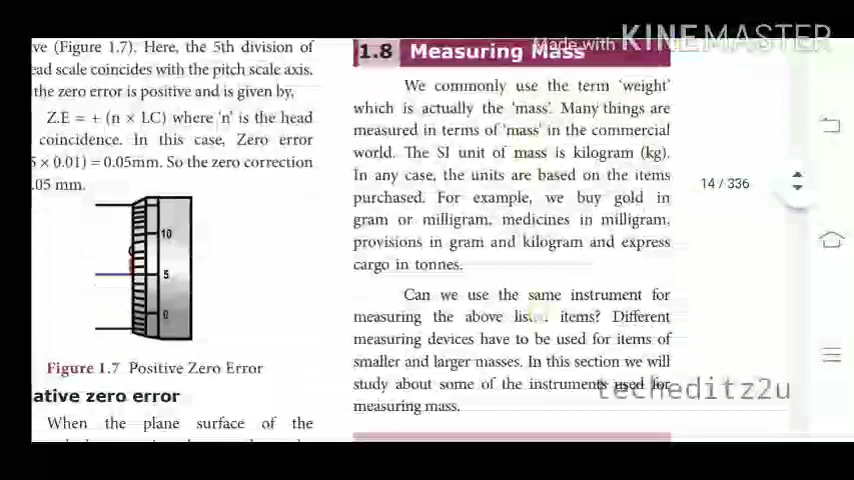 ve (Figure 1.7). Here, the 5th division of
ead scale coincides with the pitch scale axis.
the zero error is positive and is given by,
Z.E = + (n × LC) where 'n' is the head
coincidence. In this case, Zero error
5 × 0.01) = 0.05mm. So the zero correction
.05 mm.
10
5
0
Figure 1.7 Positive Zero Error
ative zero error
When the plane surface of the
1.8 Measuring Mass
We commonly use the term 'weight'
which is actually the 'mass'. Many things are
measured in terms of 'mass' in the commercial
world. The SI unit of mass is kilogram (kg).
In any case, the units are based on the items
purchased. For example, we buy gold in
gram or milligram, medicines in milligram,
provisions in gram and kilogram and express
cargo in tonnes.
Can we use the same instrument for
measuring the above listed items? Different
measuring devices have to be used for items of
smaller and larger masses. In this section we will
study about some of the instruments used for
measuring mass.
Made with KINEMASTER
14 / 336
techeditz2u